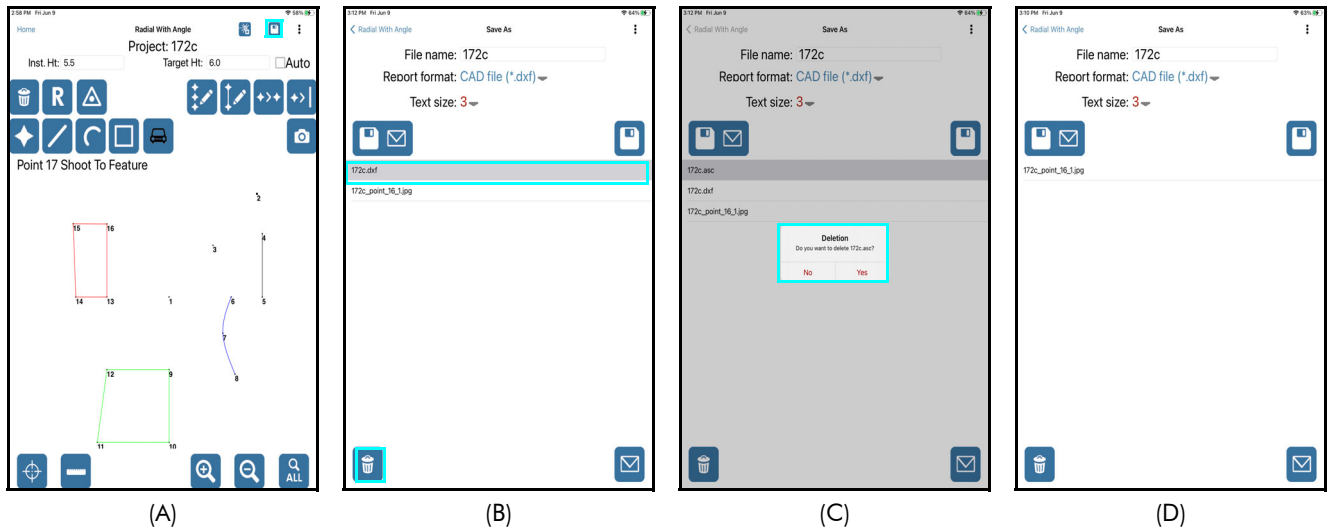 2:58 PM Fri Jun 9
58%
Home
Radial With Angle
Project: 172c
Inst. Ht: 5.5
Target Ht: 6.0
Auto
R
Point 17 Shoot To Feature
2
15
16
4
3
14
13
1
6
5
7
12
9
8
11
10
ALL
(A)
3:12 PM Fri Jun 9
84%
Radial With Angle
Save As
File name: 172c
Report format: CAD file (*.dxf)
Text size: 3
172c.dxf
172c_point_16_1.jpg
(B)
3:12 PM Fri Jun 9
84%
Radial With Angle
Save As
File name: 172c
Report format: CAD file (*.dxf)
Text size: 3
172c.asc
172c.dxf
172c_point_16_1.jpg
Deletion
Do you want to delete 172c.asc?
No
Yes
(C)
3:10 PM Fri Jun 9
83%
Radial With Angle
Save As
File name: 172c
Report format: CAD file (*.dxf)
Text size: 3
172c_point_16_1.jpg
(D)